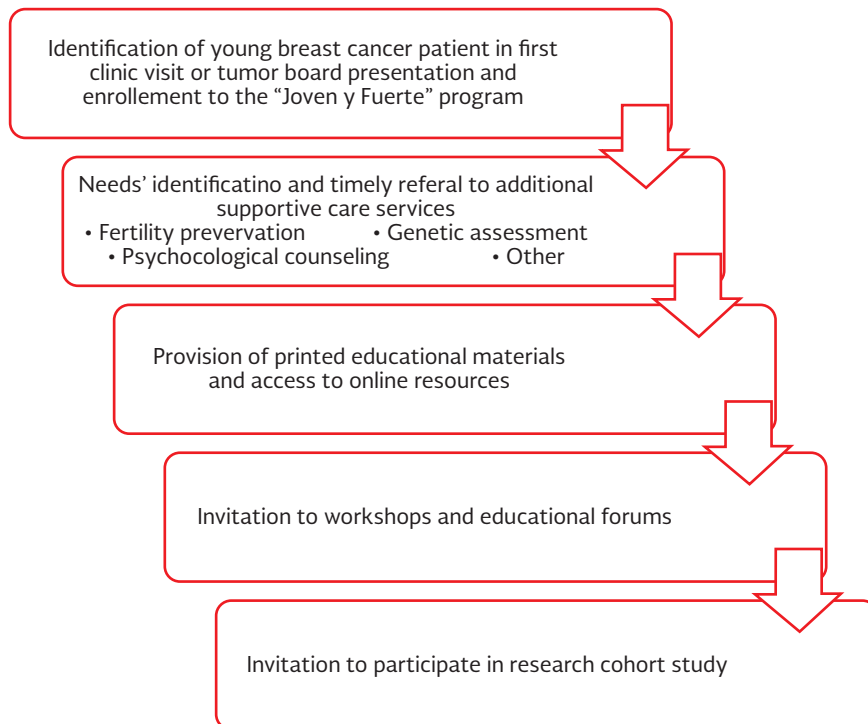 Identification of young breast cancer patient in first
clinic visit or tumor board presentation and
enrollement to the “Joven y Fuerte” program
Needs’ identificatino and timely referal to additional
supportive care services
• Fertility prevervation • Genetic assessment
• Psychocological counseling • Other
Provision of printed educational materials
and access to online resources
Invitation to workshops and educational forums
Invitation to participate in research cohort study